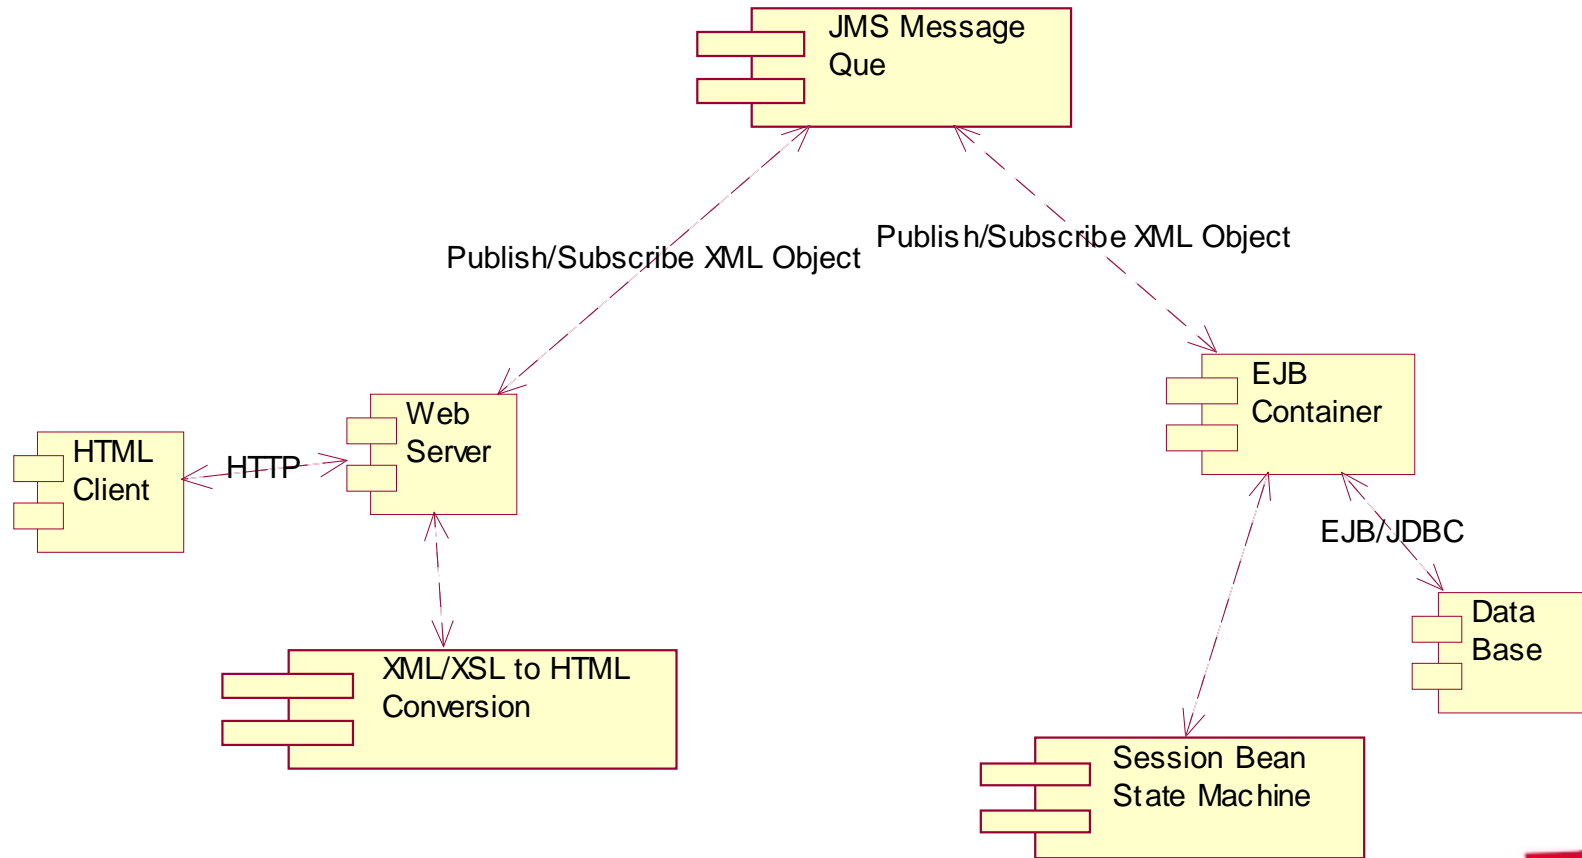 JMS Message
Que
Publish/Subscribe XML Object
Publish/Subscribe XML Object
EJB
Container
Web
Server
HTML
Client
HTTP
EJB/JDBC
Data
Base
XML/XSL to HTML
Conversion
Session Bean
State Machine